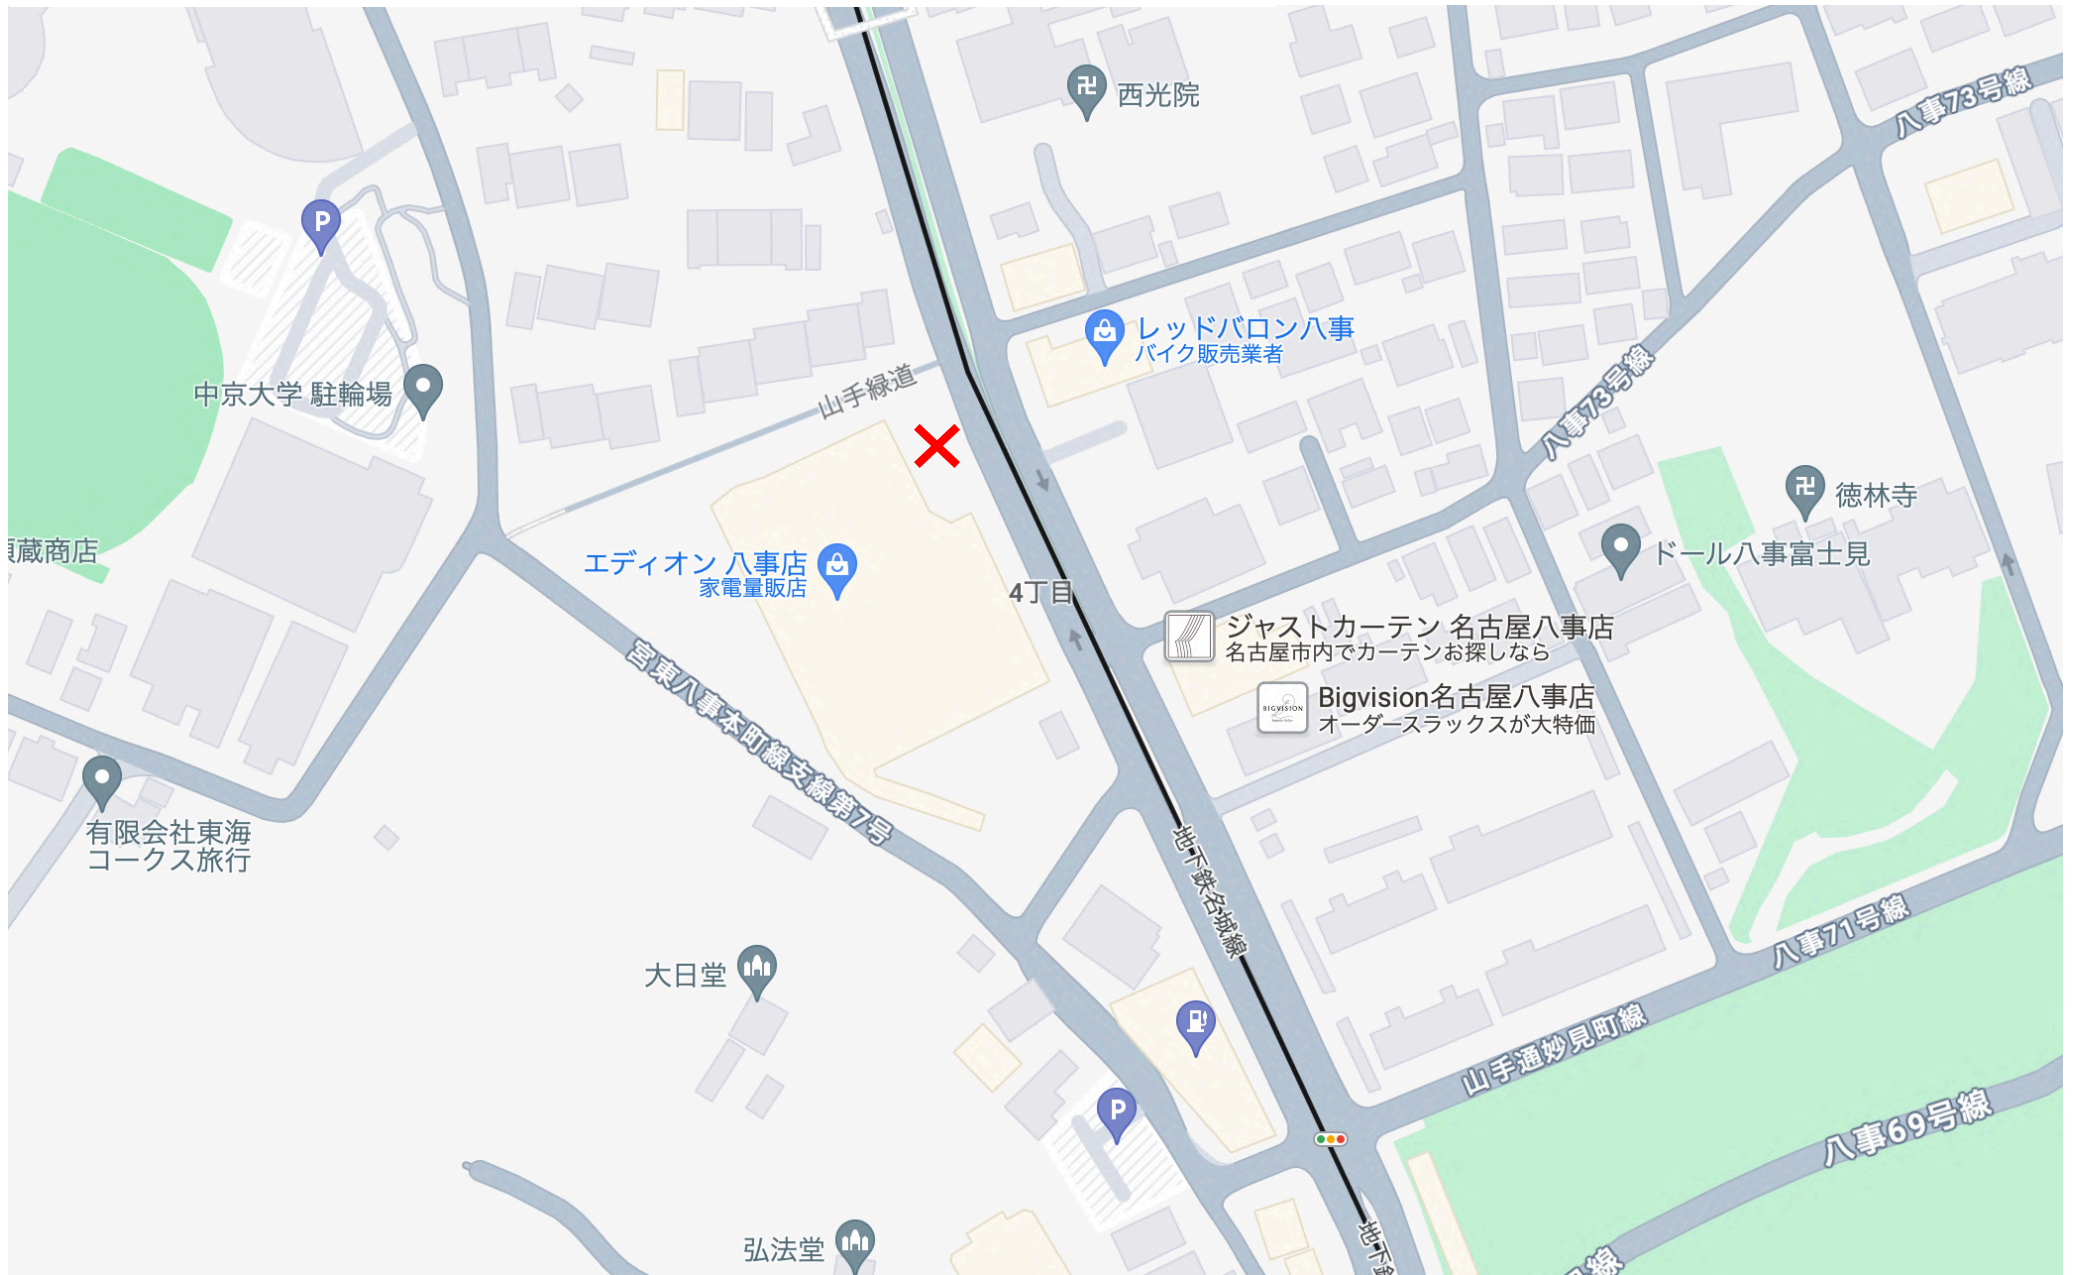 西光院
八事73号線
P
レッドバロン八事
バイク販売業者
山手緑道
中京大学 駐輪場
八事73号線
徳林寺
蔵商店
ドール八事富士見
エディオン 八事店
家電量販店
4丁目
ジャストカーテン 名古屋八事店
名古屋市内でカーテンお探しなら
宮東八事本町線支線第7号
BIGVISION
Bigvision名古屋八事店
オーダースラックスが大特価
有限会社東海
コークス旅行
地下鉄名城線
八事71号線
大日堂
山手通妙見町線
P
八事69号線
弘法堂
地下鉄
号線